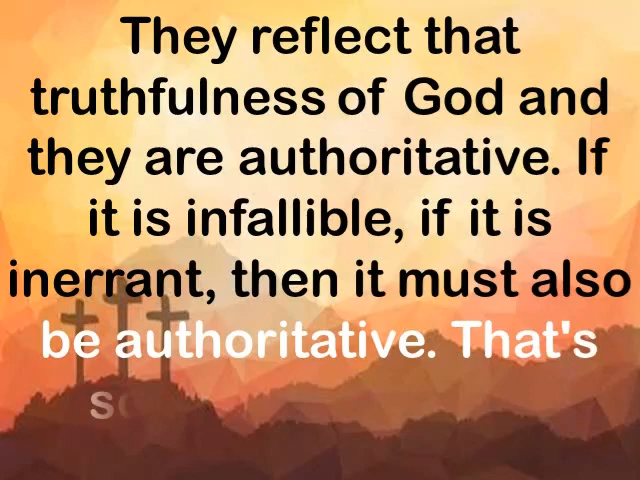 They reflect that
truthfulness of God and
they are authoritative. If
it is infallible, if it is
inerrant, then it must also
be authoritative. That's